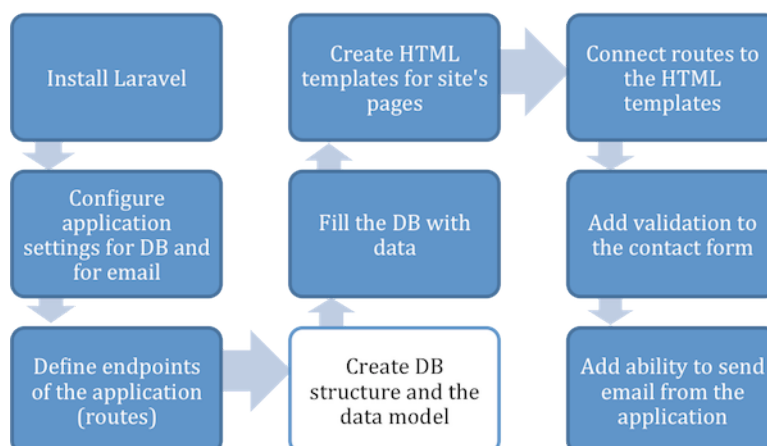 Install Laravel
Configure
application
settings for DB and
for email
Define endpoints
of the application
(routes)
Create DB
structure and the
data model
Fill the DB with
data
Create HTML
templates for site's
pages
Connect routes to
the HTML
templates
Add validation to
the contact form
Add ability to send
email from the
application